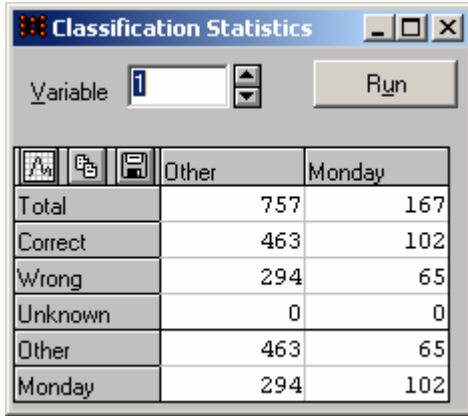 Classification Statistics
Variable 1 Run
Other Monday
Total 757 167
Correct 463 102
Wrong 294 65
Unknown 0 0
Other 463 65
Monday 294 102